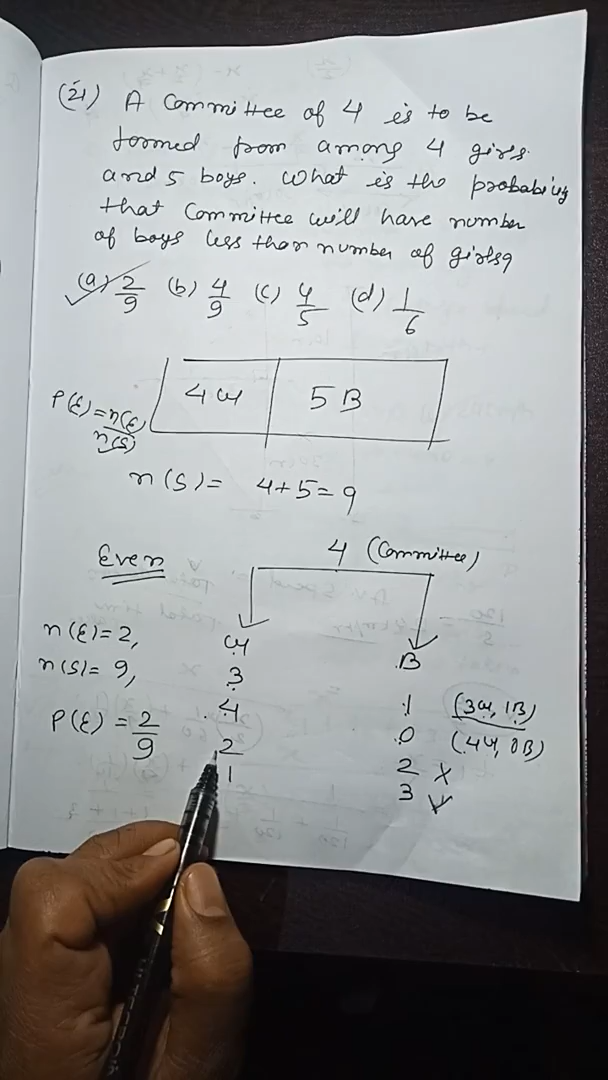 (21) A Committee of 4 is to be
formed from among 4 girls
and 5 boys. What is the probability
that Committee will have number
of boys less than number of girls?
(a) 2/9 (b) 4/9 (c) 4/5 (d) 1/6
P(E) = n(E)/n(S)
4 G 5 B
n(S) = 4+5=9
4 (Committee)
Even
G B
n(E)=2,
n(S)= 9,
P(E) = 2/9
3 1 (3G, 1B)
4 0 (4G, 0B)
2 2 x
1 3 x